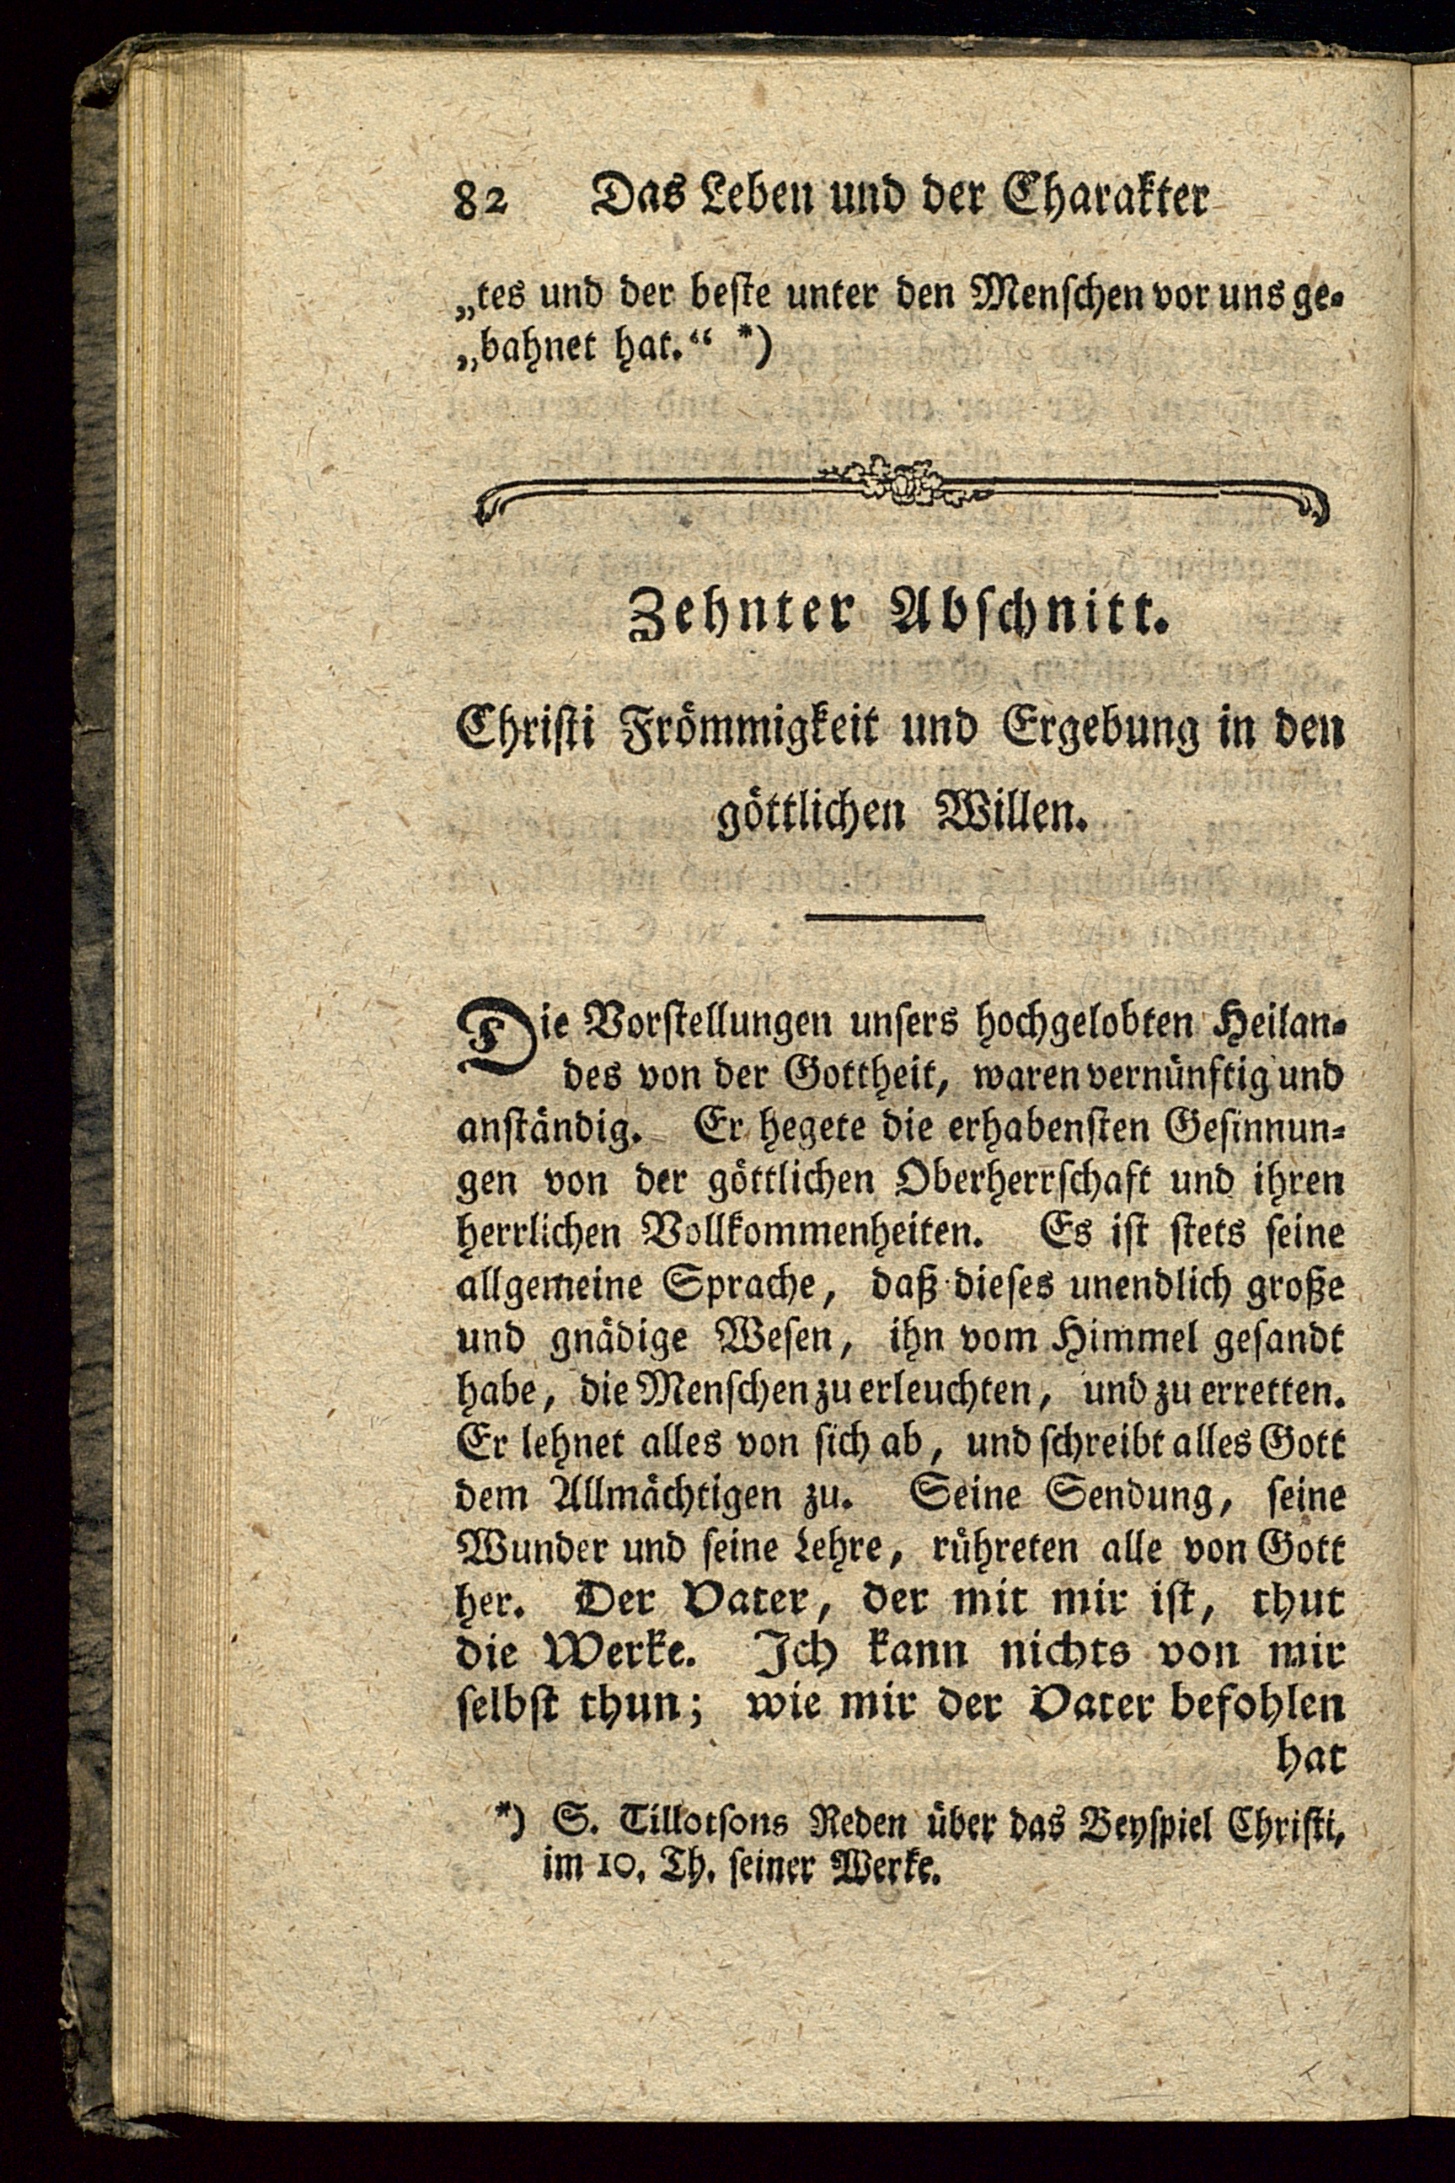 82 Das Leben und der Charakter
„tes und der beste unter den Menschen vor uns ge-
„bahnet hat.“ *)
Zehnter Abschnitt.
Christi Frömmigkeit und Ergebung in den
göttlichen Willen.
Die Vorstellungen unsers hochgelobten Heilan-
des von der Gottheit, waren vernünftig und
anständig. Er hegete die erhabensten Gesinnun-
gen von der göttlichen Oberherrschaft und ihren
herrlichen Vollkommenheiten. Es ist stets seine
allgemeine Sprache, daß dieses unendlich große
und gnädige Wesen, ihn vom Himmel gesandt
habe, die Menschen zu erleuchten, und zu erretten.
Er lehnet alles von sich ab, und schreibt alles Gott
dem Allmächtigen zu. Seine Sendung, seine
Wunder und seine Lehre, rühreten alle von Gott
her. Der Vater, der mit mir ist, thut
die Werke. Ich kann nichts von mir
selbst thun; wie mir der Vater befohlen
hat
*) S. Tillotsons Reden über das Beyspiel Christi,
im 10. Th. seiner Werke.